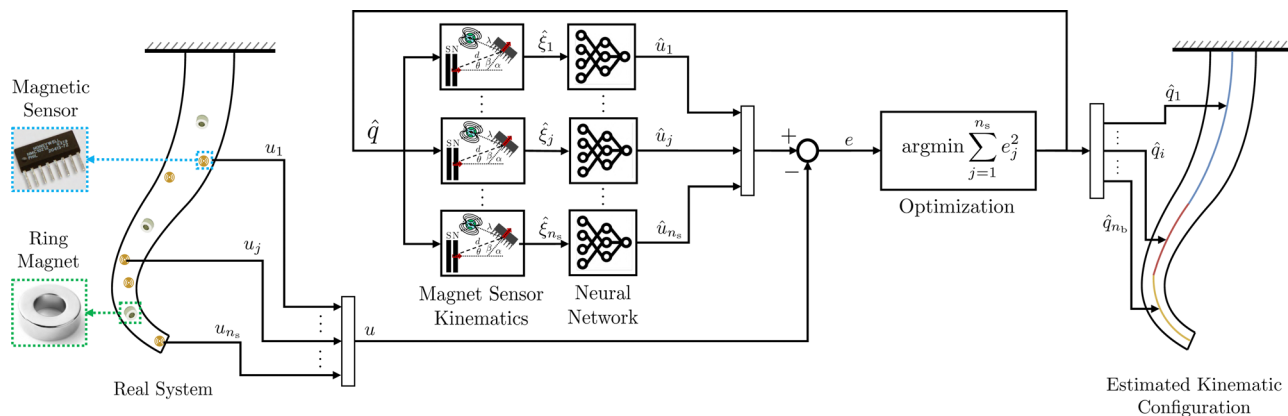 Magnetic
Sensor
Ring
Magnet
Real System
u_1
u_j
u_{n_s}
u
q̂
S N
d
θ
β
α
λ
ξ̂_1
û_1
S N
d
θ
β
α
λ
ξ̂_j
û_j
S N
d
θ
β
α
λ
ξ̂_{n_s}
û_{n_s}
Magnet Sensor
Kinematics
Neural
Network
+
−
e
argmin ∑_{j=1}^{n_s} e_j^2
Optimization
q̂_1
q̂_i
q̂_{n_b}
Estimated Kinematic
Configuration